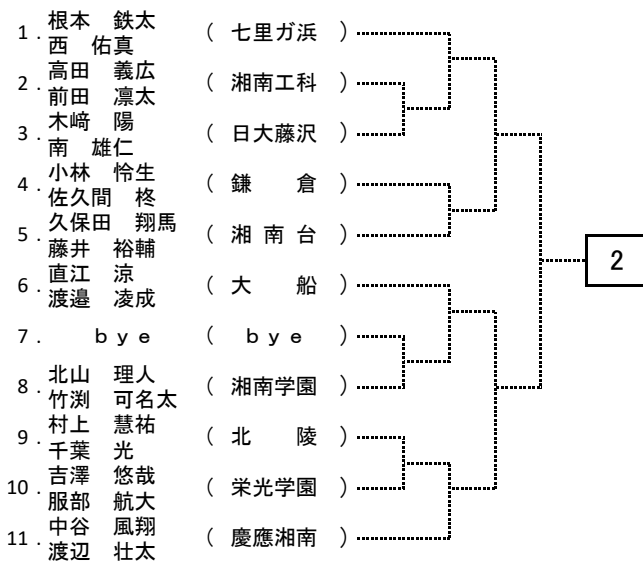 1. 根本　鉄太
西　佑真
( 七里ガ浜 )
2. 高田　義広
前田　凛太
( 湘南工科 )
3. 木﨑　陽
南　雄仁
( 日大藤沢 )
4. 小林　怜生
佐久間　柊
( 鎌　倉 )
5. 久保田　翔馬
藤井　裕輔
( 湘 南 台 )
6. 直江　涼
渡邉　凌成
( 大　船 )
7. ｂｙｅ
( ｂｙｅ )
8. 北山　理人
竹渕　可名太
( 湘南学園 )
9. 村上　慧祐
千葉　光
( 北　陵 )
10. 吉澤　悠哉
服部　航大
( 栄光学園 )
11. 中谷　風翔
渡辺　壮太
( 慶應湘南 )
2